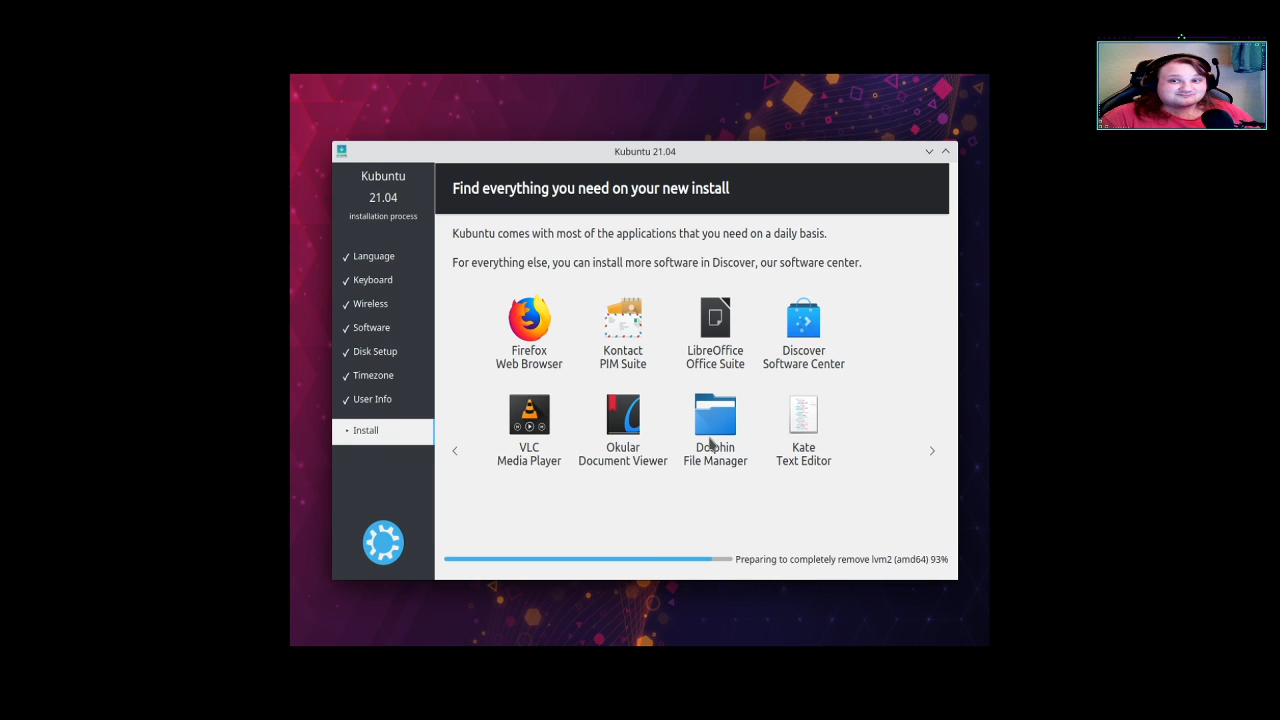 Kubuntu 21.04
Kubuntu
21.04
installation process
✓ Language
✓ Keyboard
✓ Wireless
✓ Software
✓ Disk Setup
✓ Timezone
✓ User Info
‣ Install
Find everything you need on your new install
Kubuntu comes with most of the applications that you need on a daily basis.
For everything else, you can install more software in Discover, our software center.
Firefox
Web Browser
Kontact
PIM Suite
LibreOffice
Office Suite
Discover
Software Center
VLC
Media Player
Okular
Document Viewer
Dolphin
File Manager
Kate
Text Editor
Preparing to completely remove lvm2 (amd64) 93%